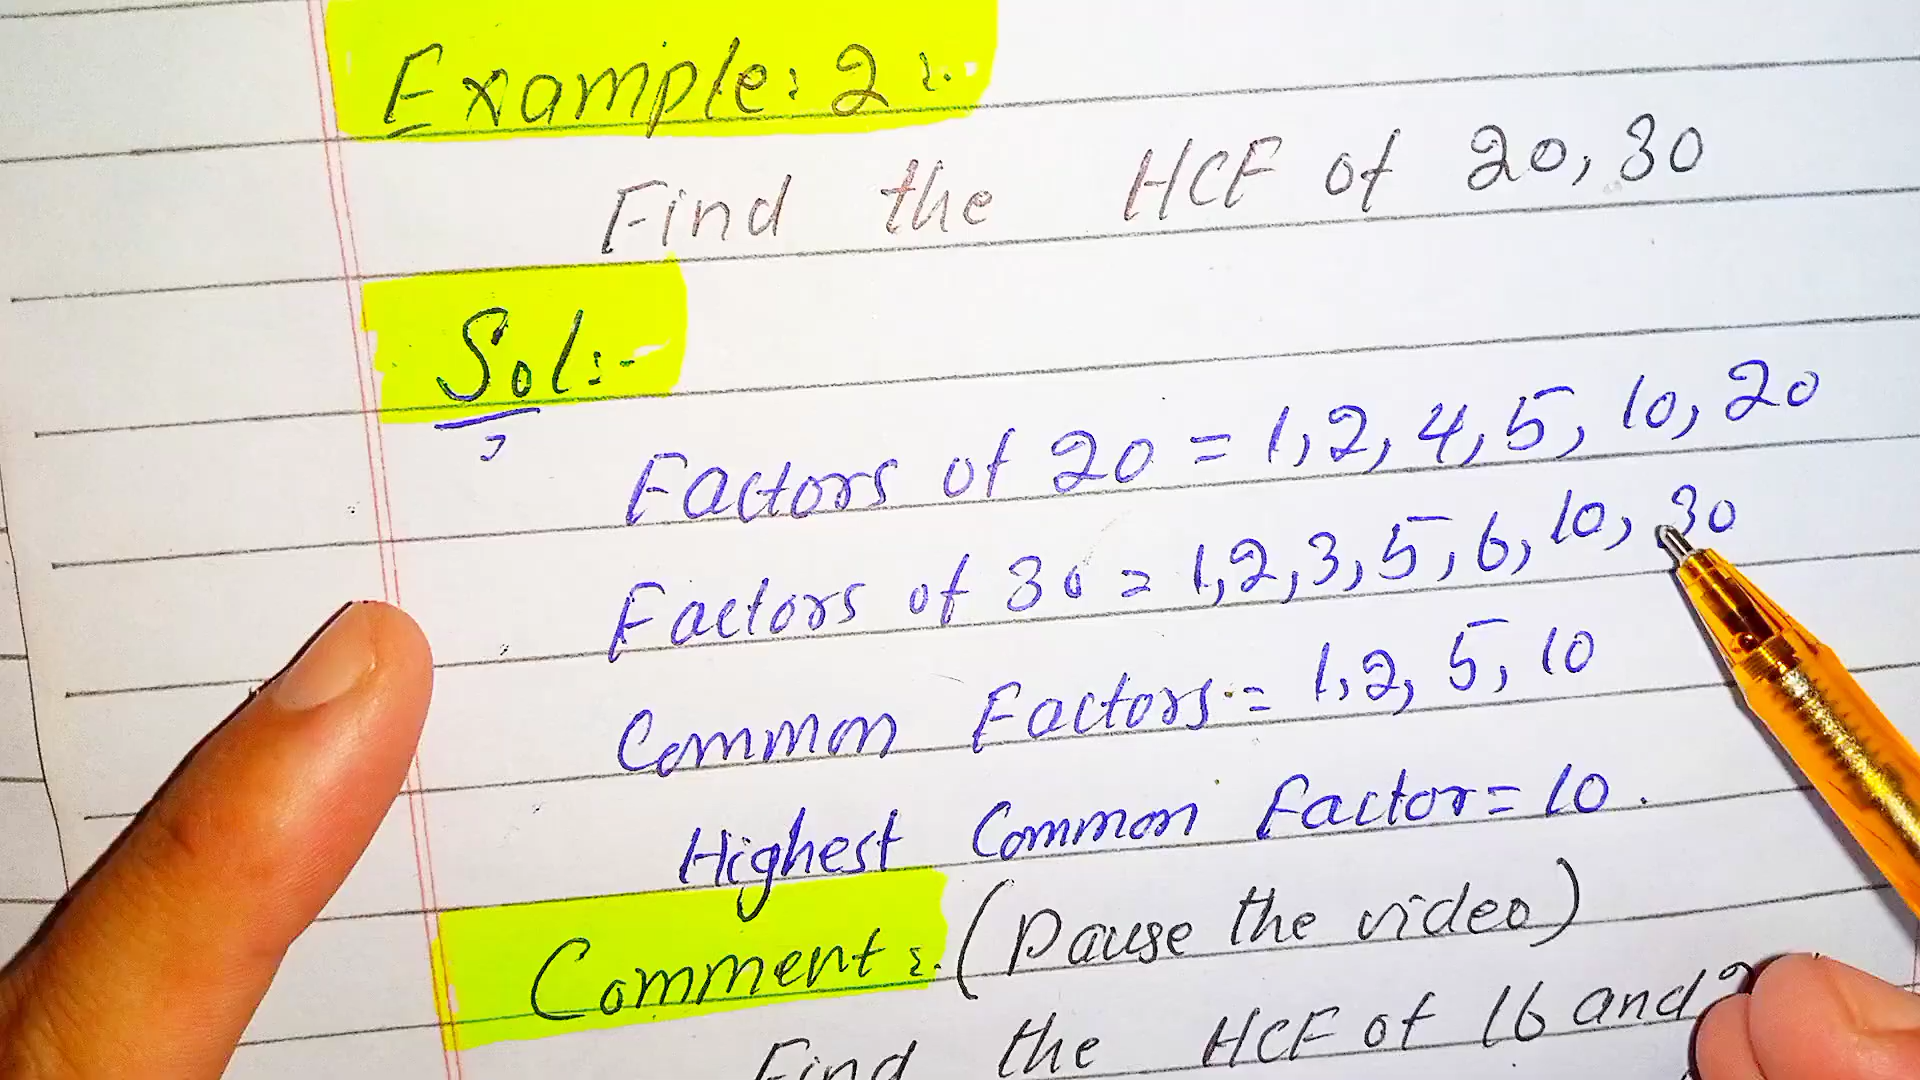 Example: 2 :
Find the HCF of 20, 30
Sol:-
Factors of 20 = 1, 2, 4, 5, 10, 20
Factors of 30 = 1, 2, 3, 5, 6, 10, 30
Common Factors = 1, 2, 5, 10
Highest Common Factor = 10.
Comment :. (Pause the video)
Find the HCF of 16 and